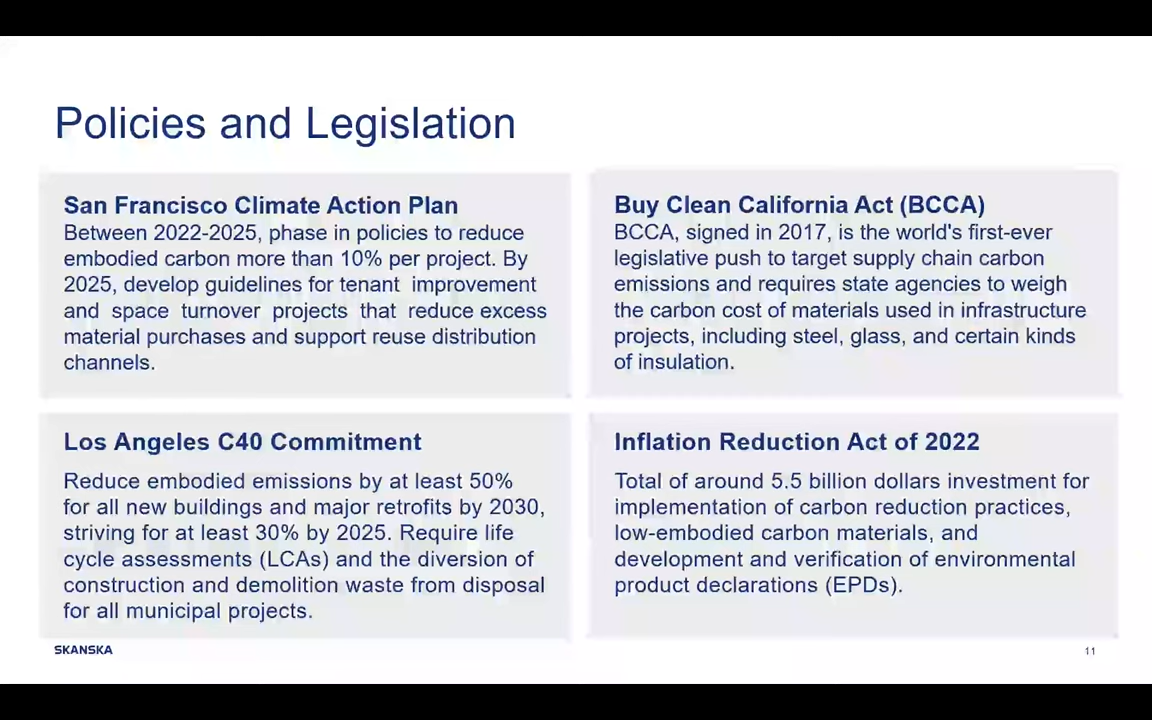 Policies and Legislation
San Francisco Climate Action Plan
Between 2022-2025, phase in policies to reduce
embodied carbon more than 10% per project. By
2025, develop guidelines for tenant improvement
and space turnover projects that reduce excess
material purchases and support reuse distribution
channels.
Buy Clean California Act (BCCA)
BCCA, signed in 2017, is the world's first-ever
legislative push to target supply chain carbon
emissions and requires state agencies to weigh
the carbon cost of materials used in infrastructure
projects, including steel, glass, and certain kinds
of insulation.
Los Angeles C40 Commitment
Reduce embodied emissions by at least 50%
for all new buildings and major retrofits by 2030,
striving for at least 30% by 2025. Require life
cycle assessments (LCAs) and the diversion of
construction and demolition waste from disposal
for all municipal projects.
Inflation Reduction Act of 2022
Total of around 5.5 billion dollars investment for
implementation of carbon reduction practices,
low-embodied carbon materials, and
development and verification of environmental
product declarations (EPDs).
SKANSKA
11